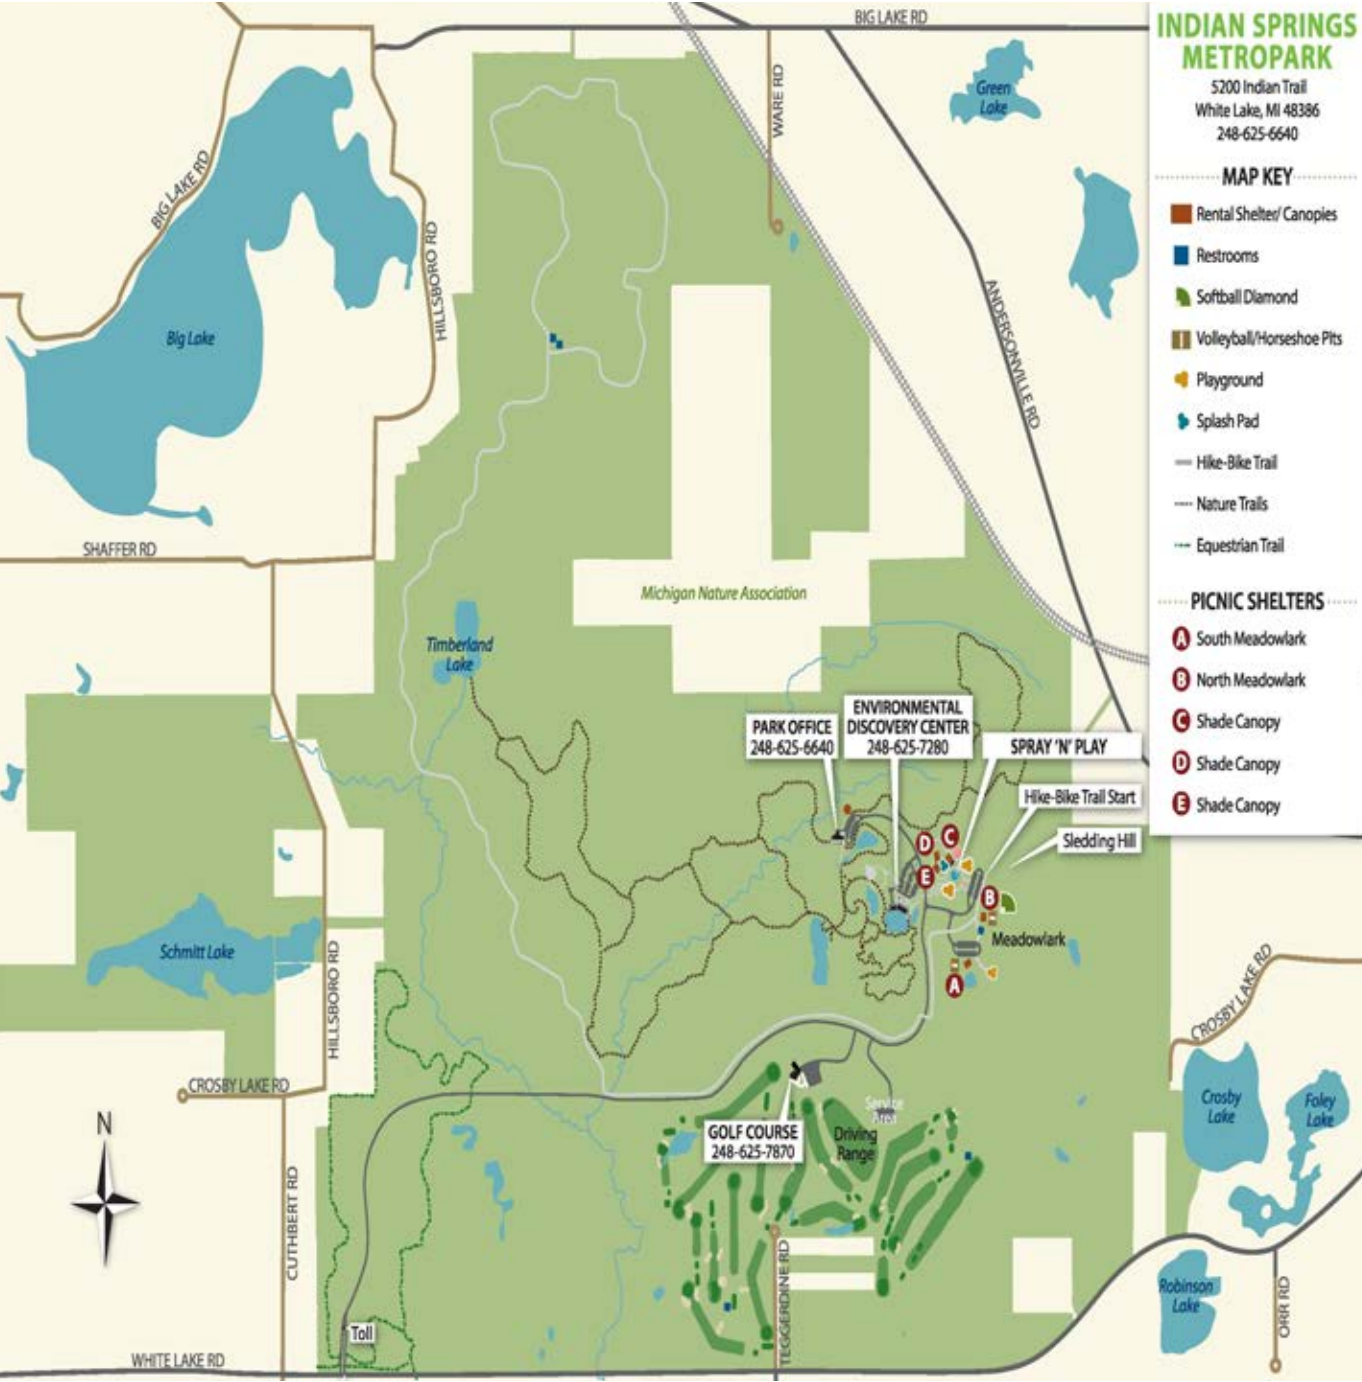 BIG LAKE RD
INDIAN SPRINGS
METROPARK
5200 Indian Trail
White Lake, MI 48386
248-625-6640
MAP KEY
Rental Shelter/ Canopies
Restrooms
Softball Diamond
Volleyball/Horseshoe Pits
Playground
Splash Pad
Hike-Bike Trail
Nature Trails
Equestrian Trail
PICNIC SHELTERS
A South Meadowlark
B North Meadowlark
C Shade Canopy
D Shade Canopy
E Shade Canopy
WARE RD
Green
Lake
BIG LAKE RD
HILLSBORO RD
Big Lake
ANDERSONVILLE RD
SHAFFER RD
Michigan Nature Association
Timberland
Lake
PARK OFFICE
248-625-6640
ENVIRONMENTAL
DISCOVERY CENTER
248-625-7280
SPRAY 'N' PLAY
Hike-Bike Trail Start
Sledding Hill
D
C
E
B
Meadowlark
A
Schmitt Lake
HILLSBORO RD
CROSBY LAKE RD
CROSBY LAKE RD
Crosby
Lake
Foley
Lake
N
GOLF COURSE
248-625-7870
Service
Area
Driving
Range
CUTHBERT RD
TEGGERDINE RD
Robinson
Lake
ORR RD
Toll
WHITE LAKE RD